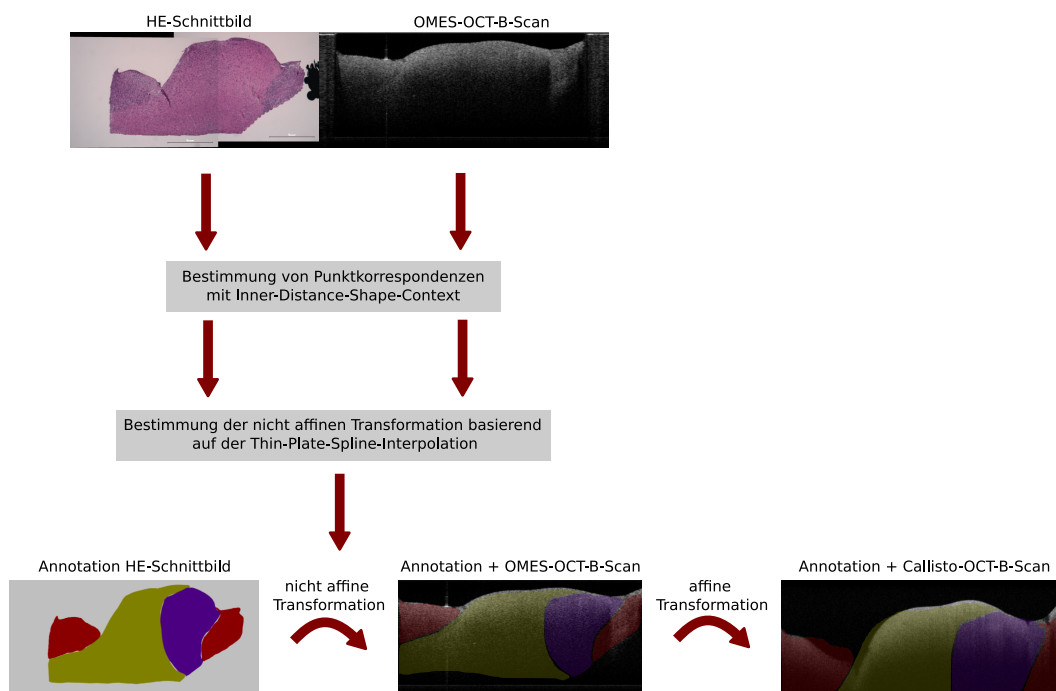 HE-Schnittbild
OMES-OCT-B-Scan
Bestimmung von Punktkorrespondenzen
mit Inner-Distance-Shape-Context
Bestimmung der nicht affinen Transformation basierend
auf der Thin-Plate-Spline-Interpolation
Annotation HE-Schnittbild
nicht affine
Transformation
Annotation + OMES-OCT-B-Scan
affine
Transformation
Annotation + Callisto-OCT-B-Scan